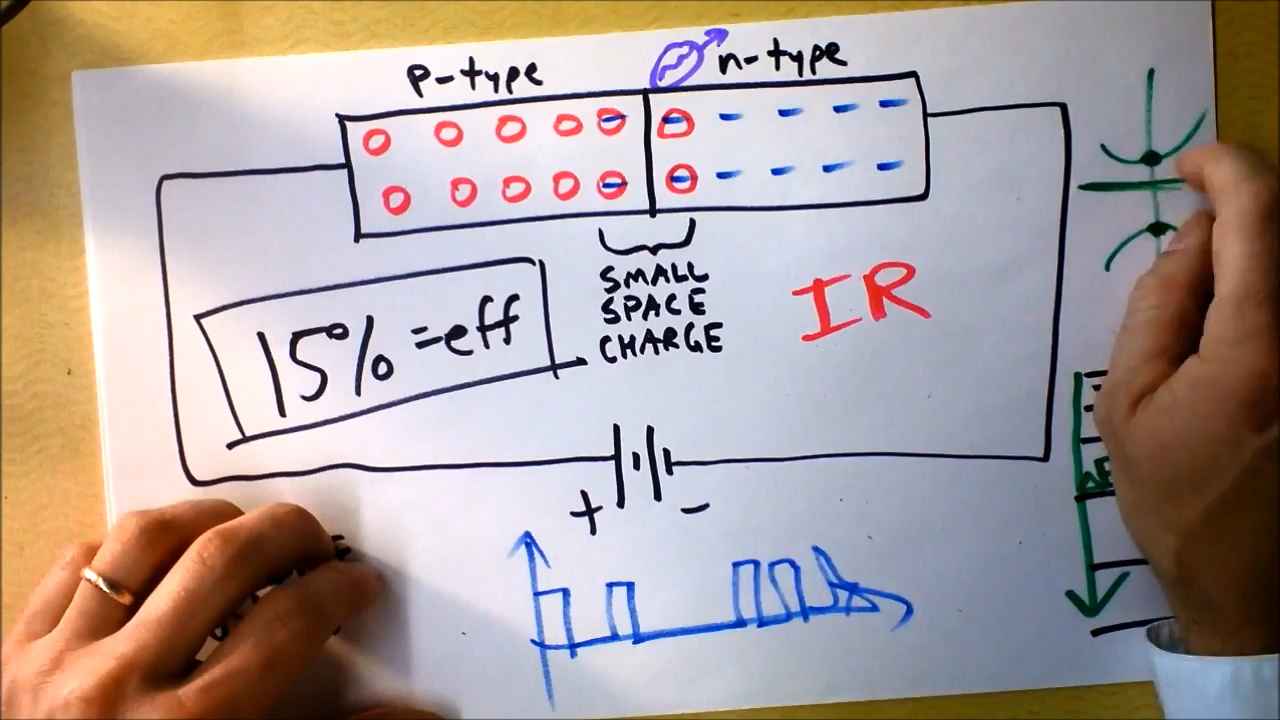 p-type
n-type
SMALL
SPACE
CHARGE
IR
15% = eff
+
-